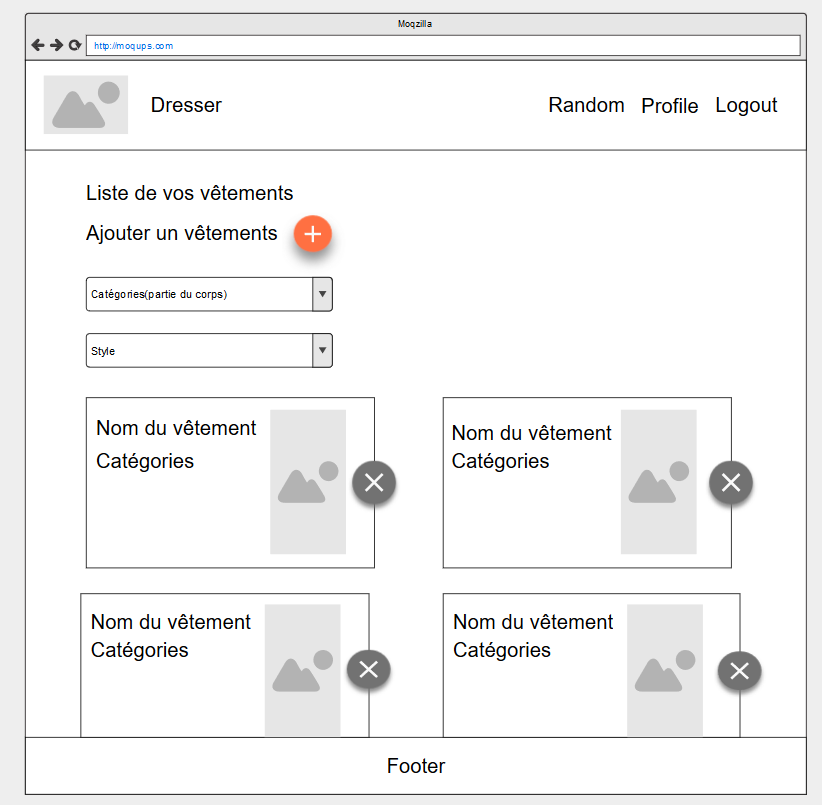 Moqzilla
http://moqups.com
Dresser
Random Profile Logout
Liste de vos vêtements
Ajouter un vêtements
Catégories(partie du corps)
Style
Nom du vêtement
Catégories
Nom du vêtement
Catégories
Nom du vêtement
Catégories
Nom du vêtement
Catégories
Footer